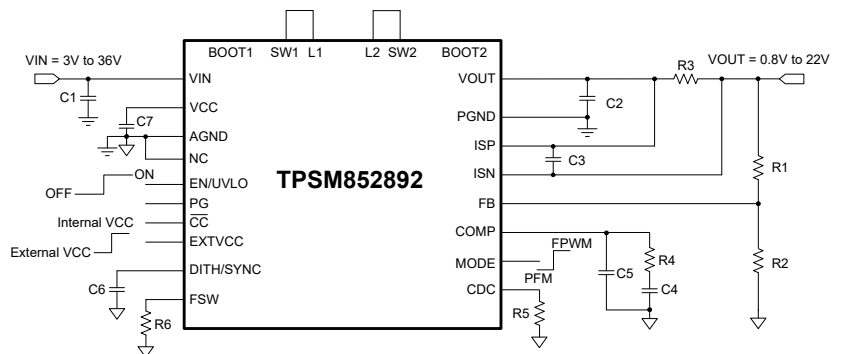 BOOT1 SW1 L1 L2 SW2 BOOT2
VIN = 3V to 36V
VOUT = 0.8V to 22V
R3
VIN
VOUT
C1
C2
VCC
PGND
C7
AGND
ISP
NC
C3
TPSM852892
ISN
R1
ON
OFF
EN/UVLO
PG
FB
Internal VCC
CC
COMP
External VCC
EXTVCC
FPWM
MODE
PFM
R4
R2
C5
DITH/SYNC
C6
CDC
C4
FSW
R5
R6